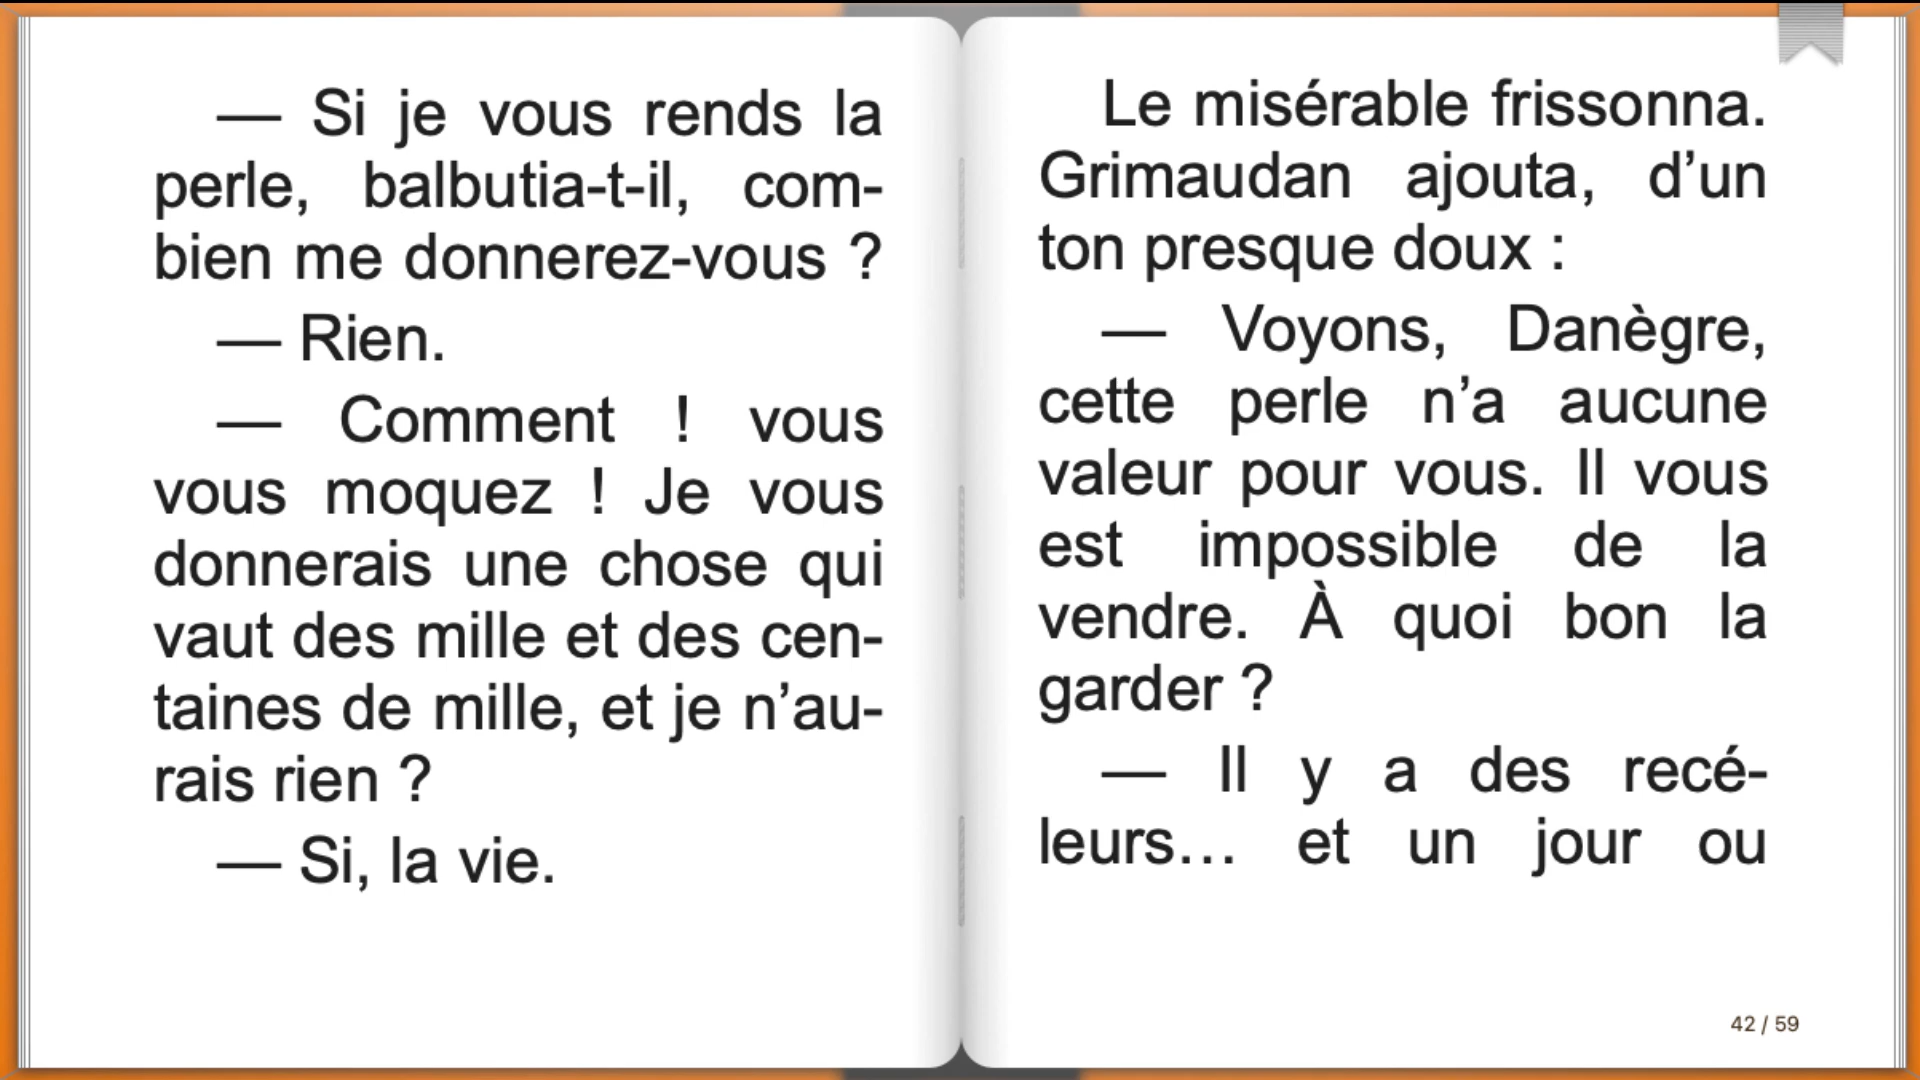 — Si je vous rends la
perle, balbutia-t-il, com-
bien me donnerez-vous ?
— Rien.
— Comment ! vous
vous moquez ! Je vous
donnerais une chose qui
vaut des mille et des cen-
taines de mille, et je n’au-
rais rien ?
— Si, la vie.
Le misérable frissonna.
Grimaudan ajouta, d’un
ton presque doux :
— Voyons, Danègre,
cette perle n’a aucune
valeur pour vous. Il vous
est impossible de la
vendre. À quoi bon la
garder ?
— Il y a des recé-
leurs… et un jour ou
42 / 59